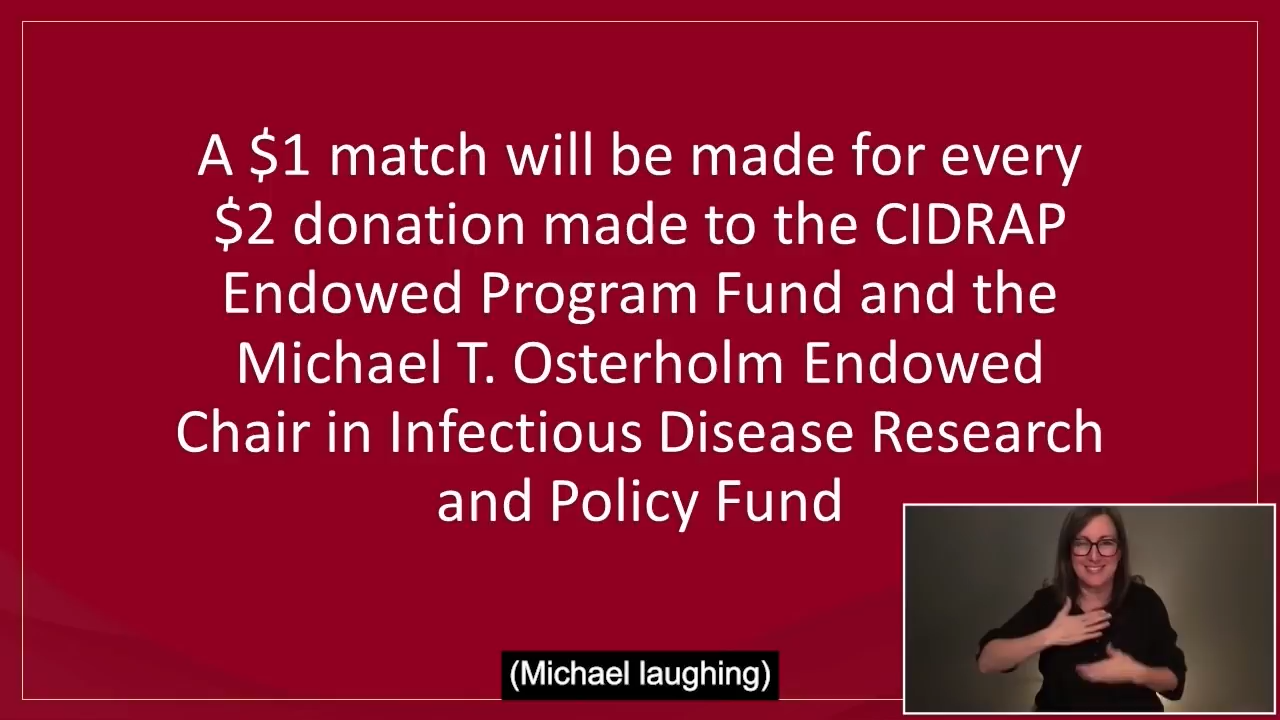 A $1 match will be made for every
$2 donation made to the CIDRAP
Endowed Program Fund and the
Michael T. Osterholm Endowed
Chair in Infectious Disease Research
and Policy Fund
(Michael laughing)